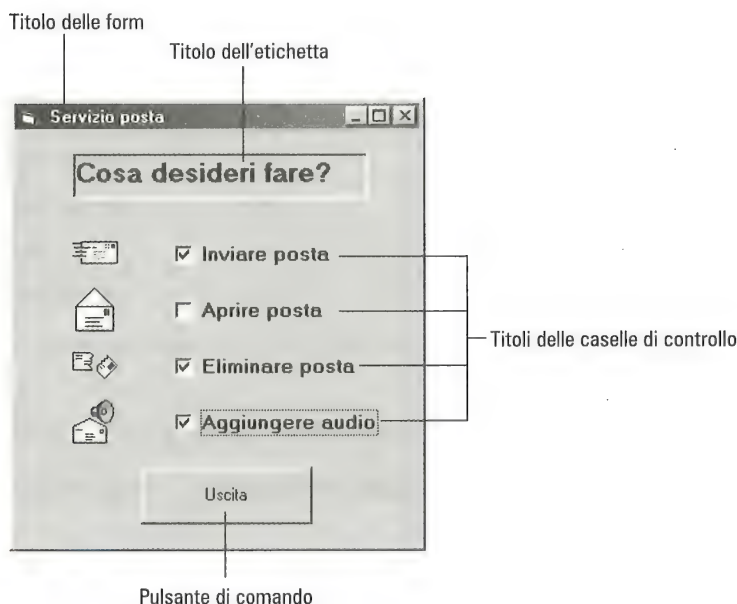 Titolo delle form
Titolo dell'etichetta
Servizio posta
Cosa desideri fare?
Inviare posta
Aprire posta
Eliminare posta
Titoli delle caselle di controllo
Aggiungere audio
Uscita
Pulsante di comando